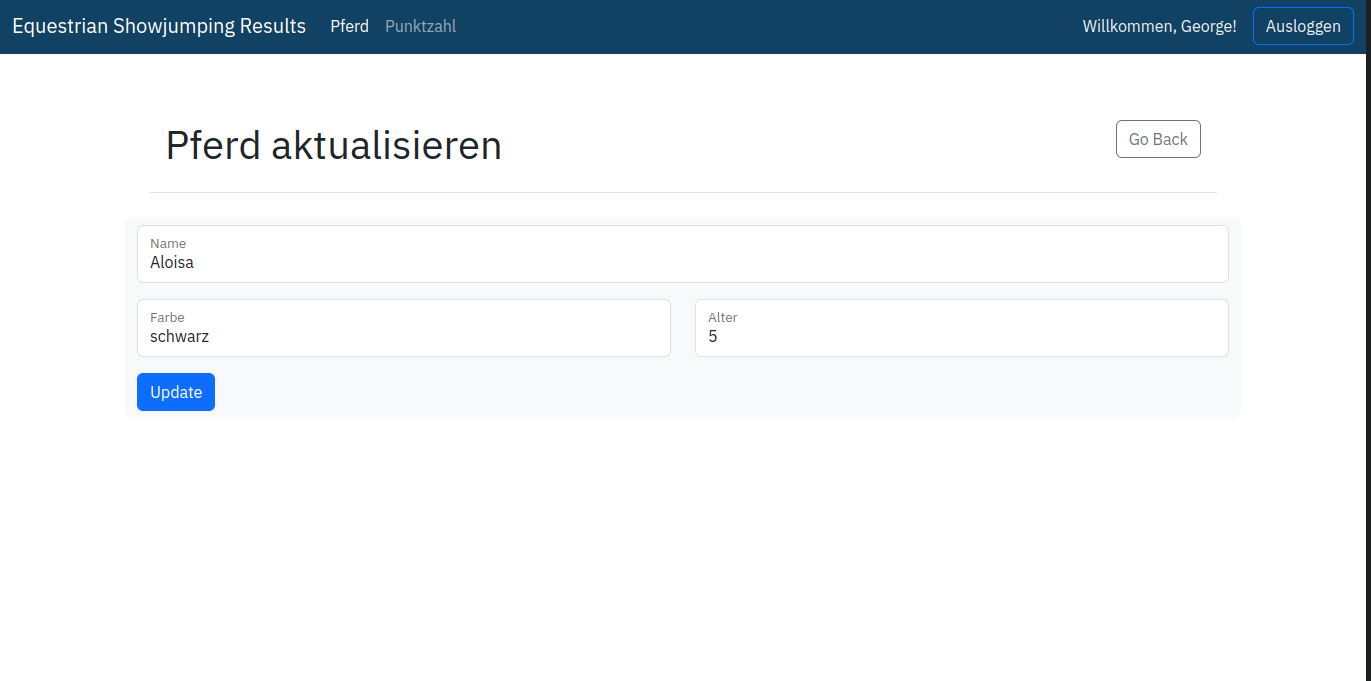 Equestrian Showjumping Results Pferd Punktzahl Willkommen, George! Ausloggen
Pferd aktualisieren Go Back
Name
Aloisa
Farbe Alter
schwarz 5
Update